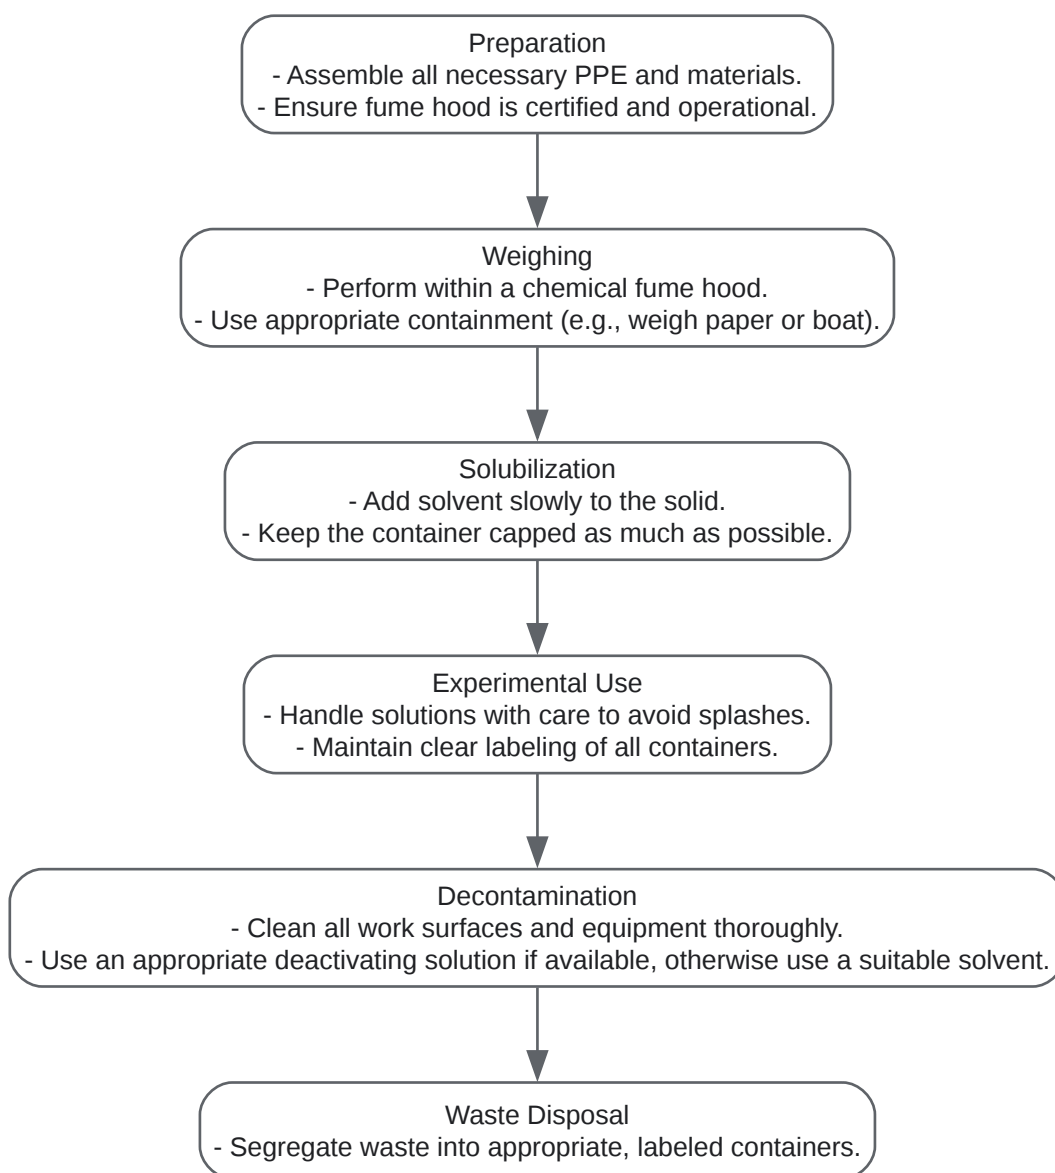 Preparation
- Assemble all necessary PPE and materials.
- Ensure fume hood is certified and operational.
Weighing
- Perform within a chemical fume hood.
- Use appropriate containment (e.g., weigh paper or boat).
Solubilization
- Add solvent slowly to the solid.
- Keep the container capped as much as possible.
Experimental Use
- Handle solutions with care to avoid splashes.
- Maintain clear labeling of all containers.
Decontamination
- Clean all work surfaces and equipment thoroughly.
- Use an appropriate deactivating solution if available, otherwise use a suitable solvent.
Waste Disposal
- Segregate waste into appropriate, labeled containers.